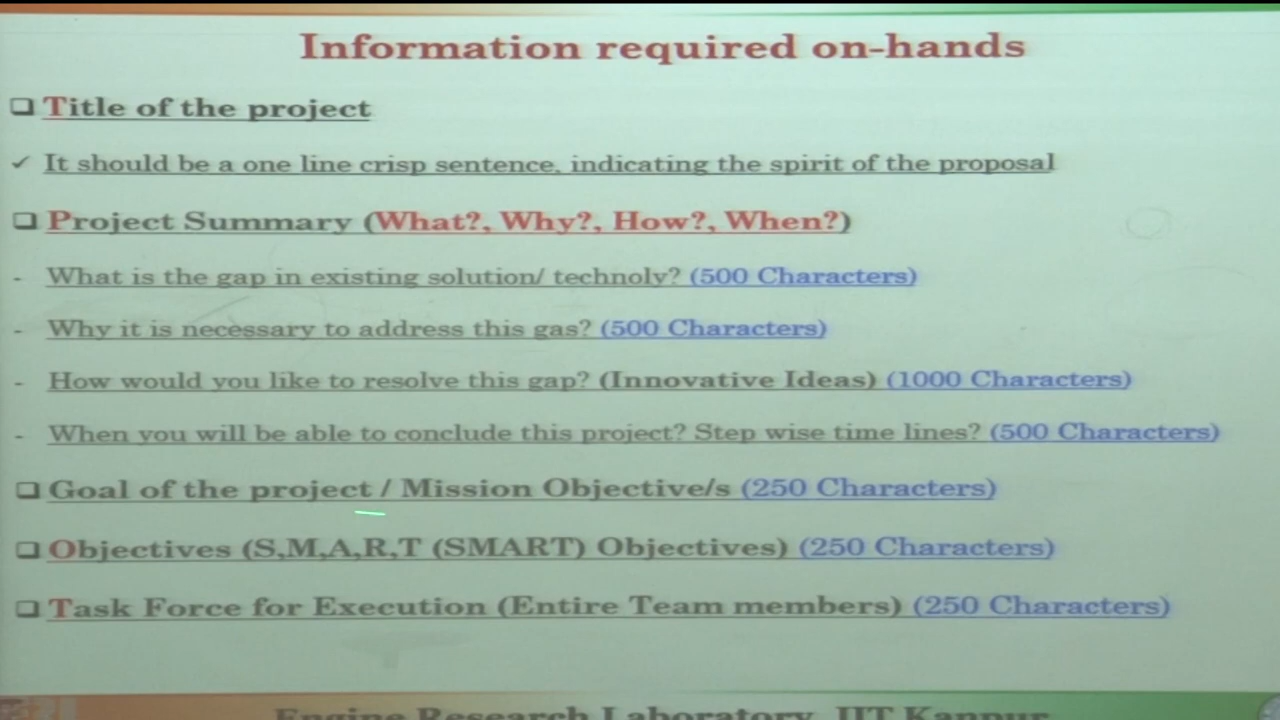 Information required on-hands
❑ Title of the project
✓ It should be a one line crisp sentence, indicating the spirit of the proposal
❑ Project Summary (What?, Why?, How?, When?)
- What is the gap in existing solution/ technoly? (500 Characters)
- Why it is necessary to address this gas? (500 Characters)
- How would you like to resolve this gap? (Innovative Ideas) (1000 Characters)
- When you will be able to conclude this project? Step wise time lines? (500 Characters)
❑ Goal of the project / Mission Objective/s (250 Characters)
❑ Objectives (S,M,A,R,T (SMART) Objectives) (250 Characters)
❑ Task Force for Execution (Entire Team members) (250 Characters)
Engine Research Laboratory, IIT Kanpur